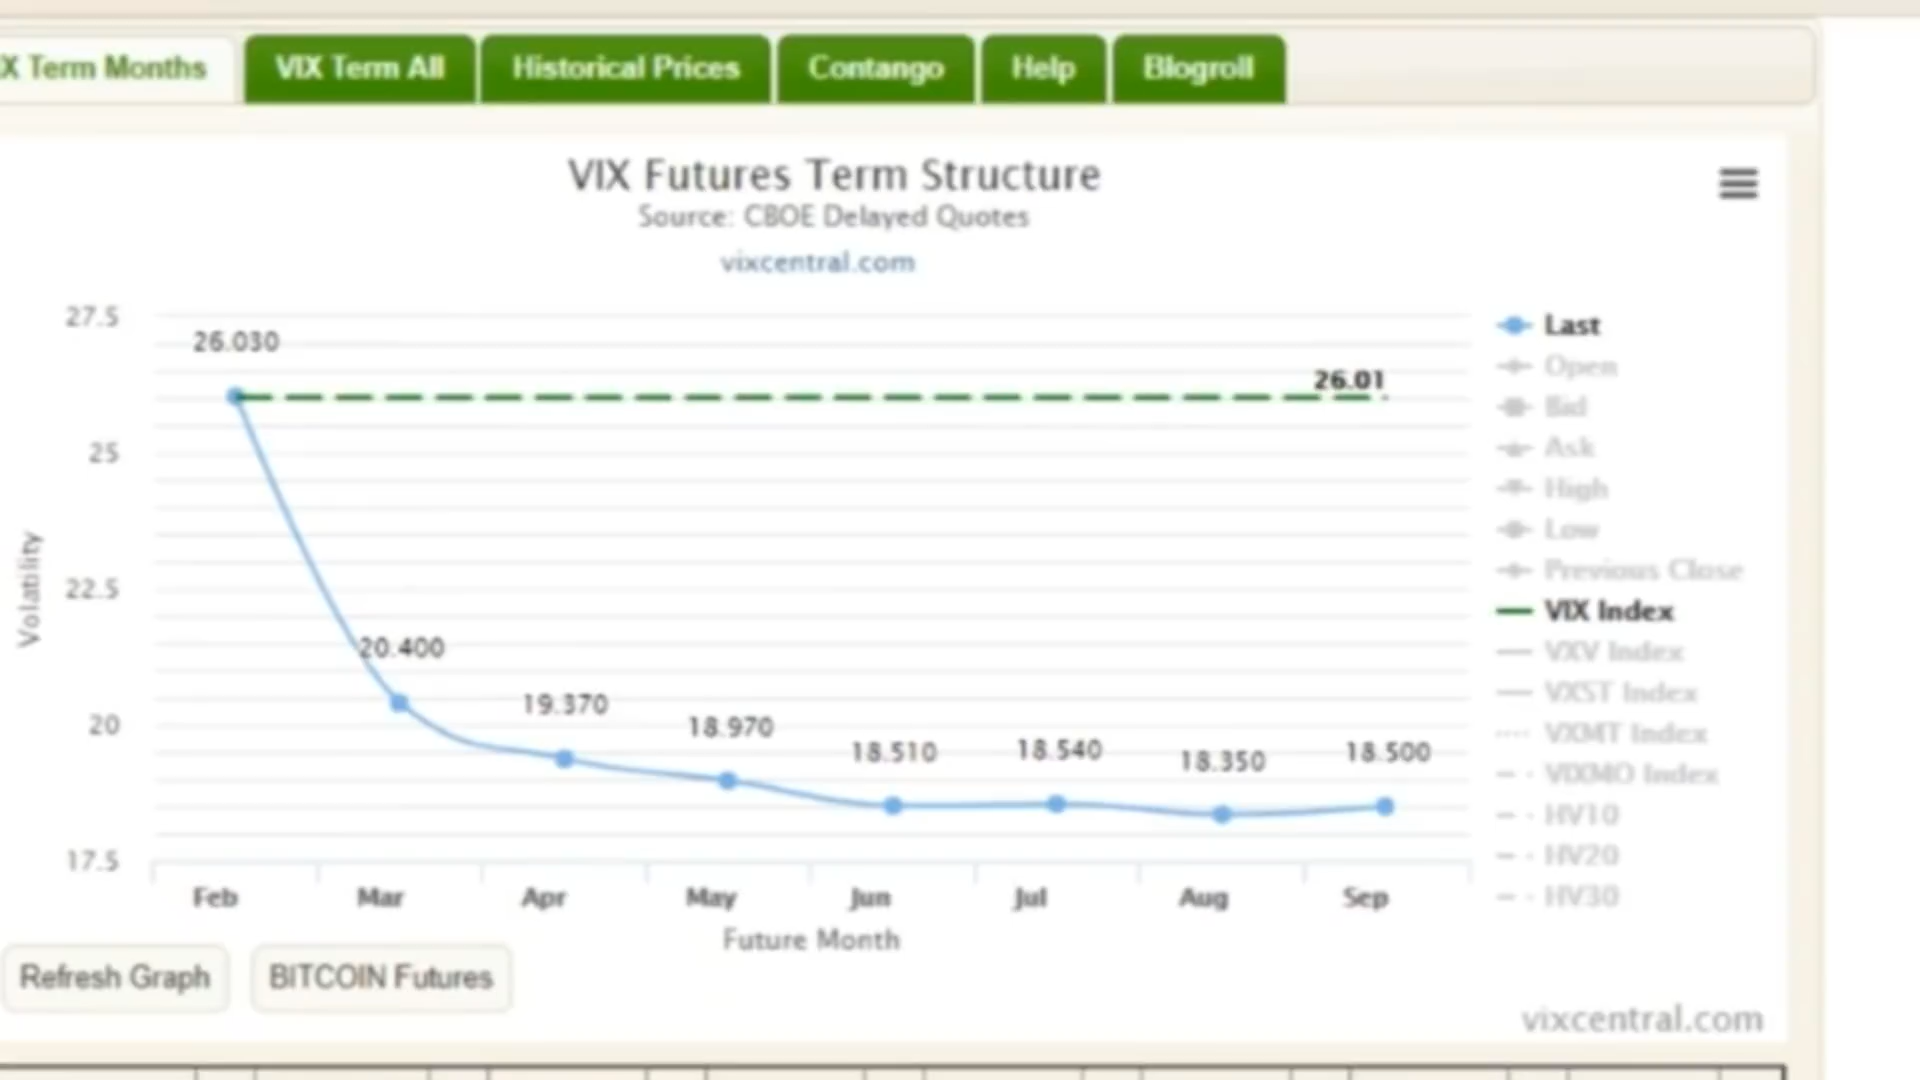 X Term Months VIX Term All Historical Prices Contango Help Blogroll
VIX Futures Term Structure
Source: CBOE Delayed Quotes
vixcentral.com
Volatility
27.5
25
22.5
20
17.5
26.030
26.01
20.400
19.370
18.970
18.510
18.540
18.350
18.500
Feb Mar Apr May Jun Jul Aug Sep
Future Month
Last
Open
Bid
Ask
High
Low
Previous Close
VIX Index
VXV Index
VXST Index
VXMT Index
VIXMO Index
HV10
HV20
HV30
Refresh Graph BITCOIN Futures
vixcentral.com